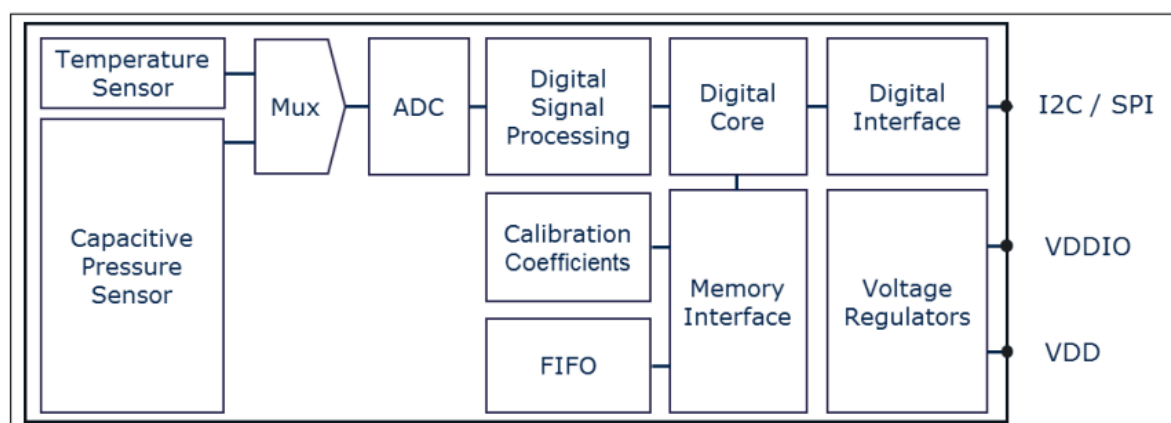 Temperature
Sensor
Mux
ADC
Digital
Signal
Processing
Digital
Core
Digital
Interface
I2C / SPI
Capacitive
Pressure
Sensor
Calibration
Coefficients
FIFO
Memory
Interface
Voltage
Regulators
VDDIO
VDD